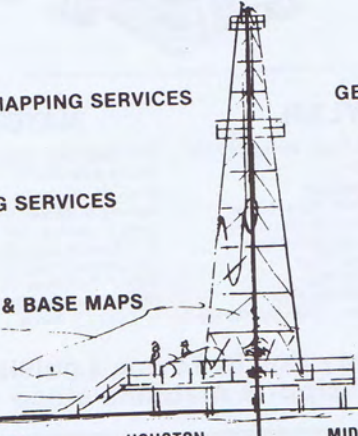 MAPPING SERVICES
GE
G SERVICES
& BASE MAPS
HOUSTON
MID